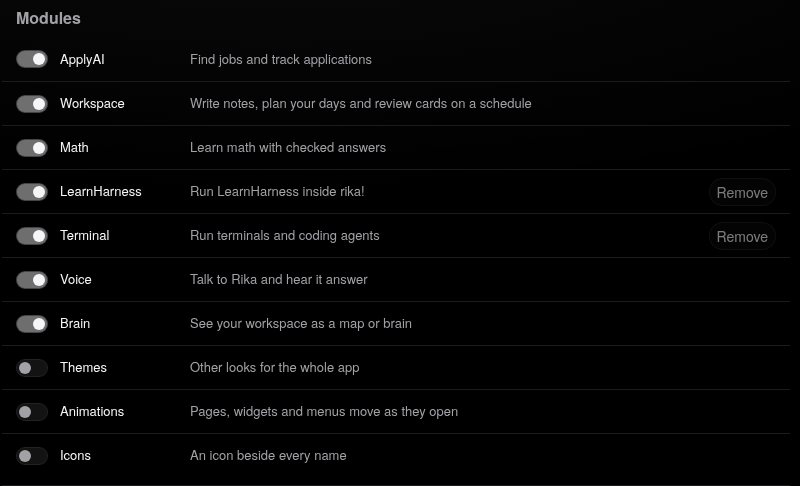 Modules
ApplyAI Find jobs and track applications
Workspace Write notes, plan your days and review cards on a schedule
Math Learn math with checked answers
LearnHarness Run LearnHarness inside rika! Remove
Terminal Run terminals and coding agents Remove
Voice Talk to Rika and hear it answer
Brain See your workspace as a map or brain
Themes Other looks for the whole app
Animations Pages, widgets and menus move as they open
Icons An icon beside every name